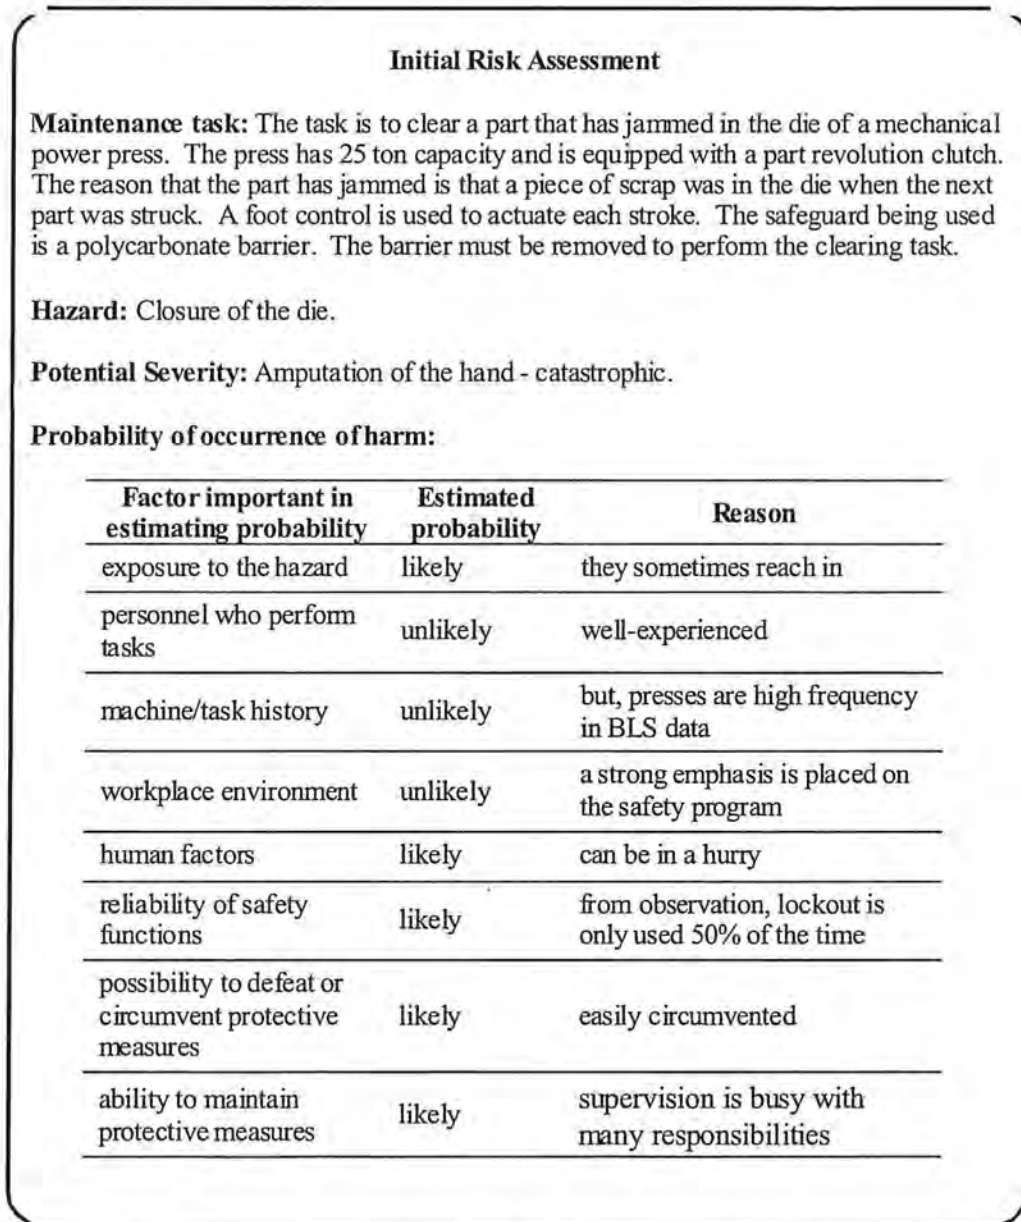 Initial Risk Assessment
Maintenance task: The task is to clear a part that has jammed in the die of a mechanical
power press. The press has 25 ton capacity and is equipped with a part revolution clutch.
The reason that the part has jammed is that a piece of scrap was in the die when the next
part was struck. A foot control is used to actuate each stroke. The safeguard being used
is a polycarbonate barrier. The barrier must be removed to perform the clearing task.
Hazard: Closure of the die.
Potential Severity: Amputation of the hand - catastrophic.
Probability of occurrence of harm:
Factor important in estimating probability Estimated probability Reason
exposure to the hazard likely they sometimes reach in
personnel who perform tasks unlikely well-experienced
machine/task history unlikely but, presses are high frequency in BLS data
workplace environment unlikely a strong emphasis is placed on the safety program
human factors likely can be in a hurry
reliability of safety functions likely from observation, lockout is only used 50% of the time
possibility to defeat or circumvent protective measures likely easily circumvented
ability to maintain protective measures likely supervision is busy with many responsibilities